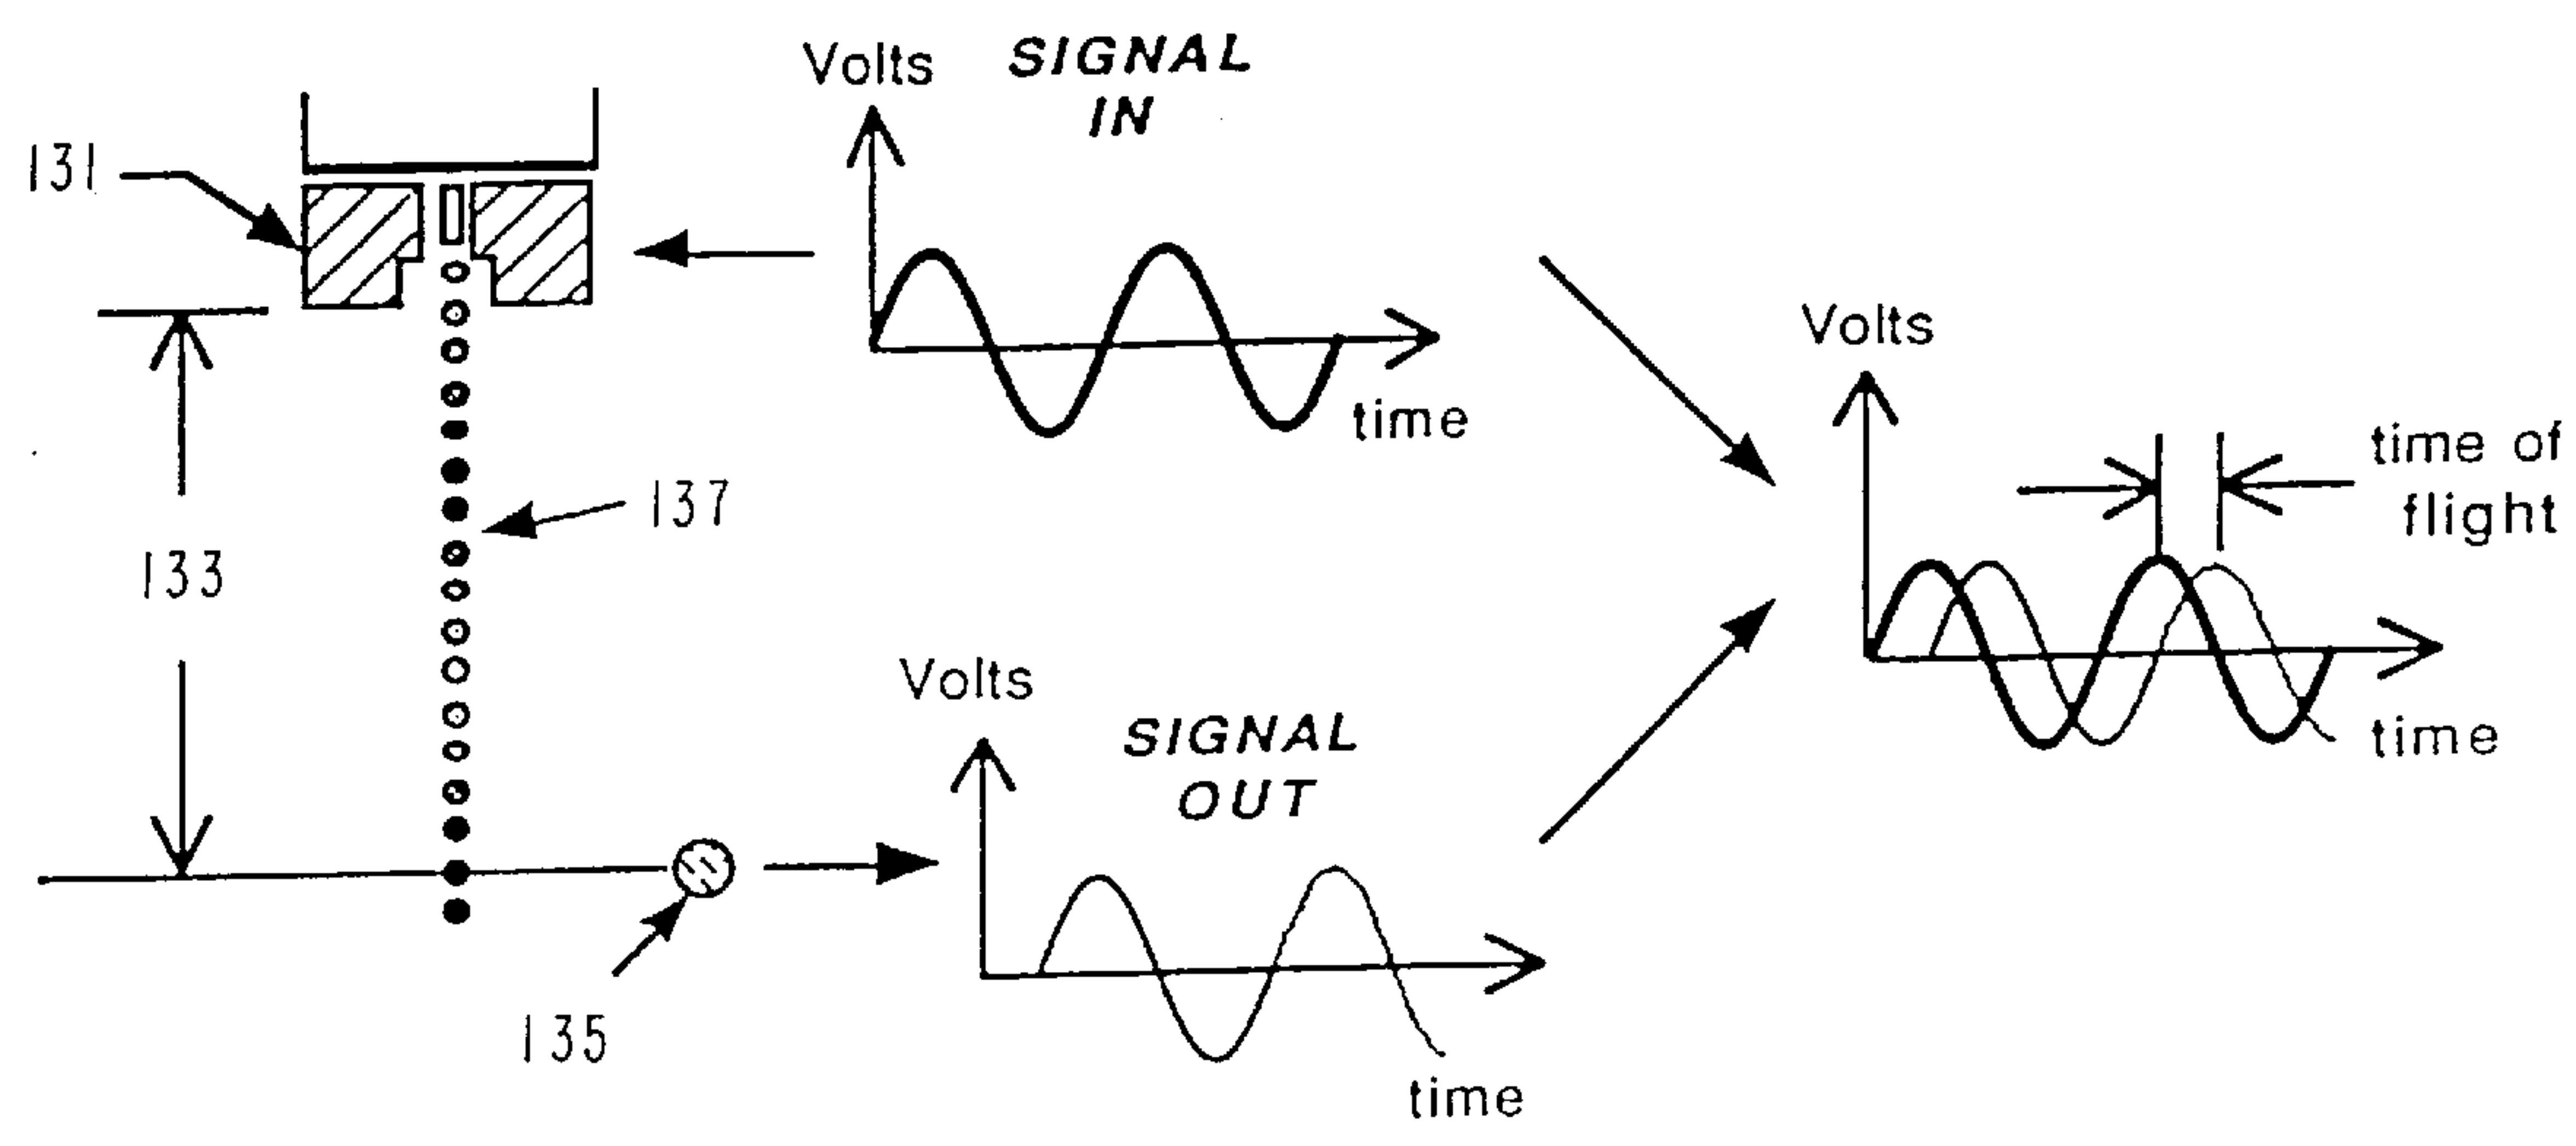 Volts
SIGNAL
IN
131
time
137
133
Volts
time of
flight
time
Volts
SIGNAL
OUT
135
time